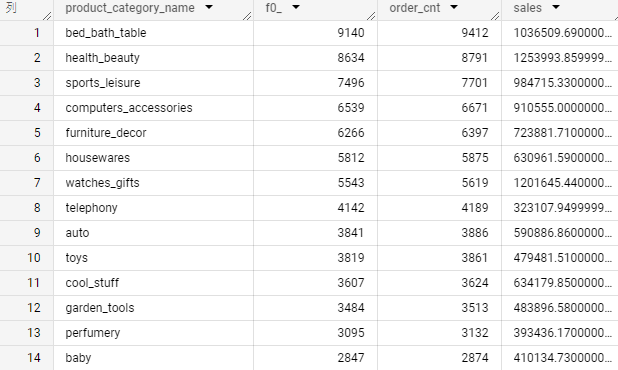 列 product_category_name f0_ order_cnt sales
1 bed_bath_table 9140 9412 1036509.690000...
2 health_beauty 8634 8791 1253993.859999...
3 sports_leisure 7496 7701 984715.3300000...
4 computers_accessories 6539 6671 910555.0000000...
5 furniture_decor 6266 6397 723881.7100000...
6 housewares 5812 5875 630961.5900000...
7 watches_gifts 5543 5619 1201645.440000...
8 telephony 4142 4189 323107.9499999...
9 auto 3841 3886 590886.8600000...
10 toys 3819 3861 479481.5100000...
11 cool_stuff 3607 3624 634179.8500000...
12 garden_tools 3484 3513 483896.5800000...
13 perfumery 3095 3132 393436.1700000...
14 baby 2847 2874 410134.7300000...